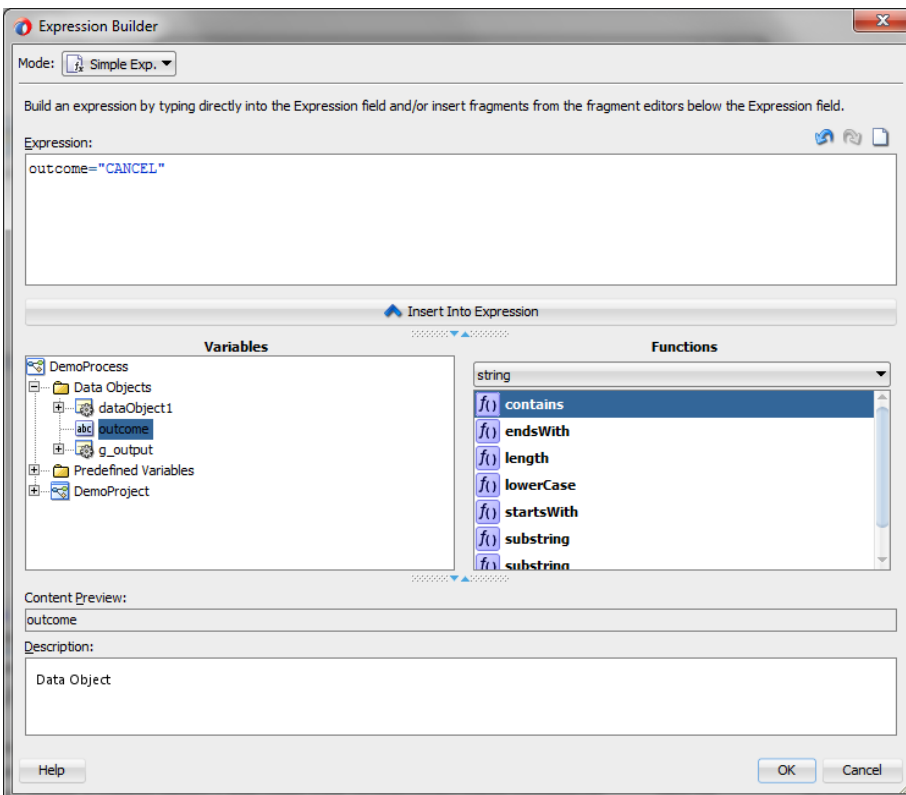 Expression Builder
Mode: Simple Exp.
Build an expression by typing directly into the Expression field and/or insert fragments from the fragment editors below the Expression field.
Expression:
outcome="CANCEL"
Insert Into Expression
Variables
DemoProcess
Data Objects
dataObject1
abc outcome
g_output
Predefined Variables
DemoProject
Functions
string
f() contains
f() endsWith
f() length
f() lowerCase
f() startsWith
f() substring
f() substring
Content Preview:
outcome
Description:
Data Object
Help OK Cancel